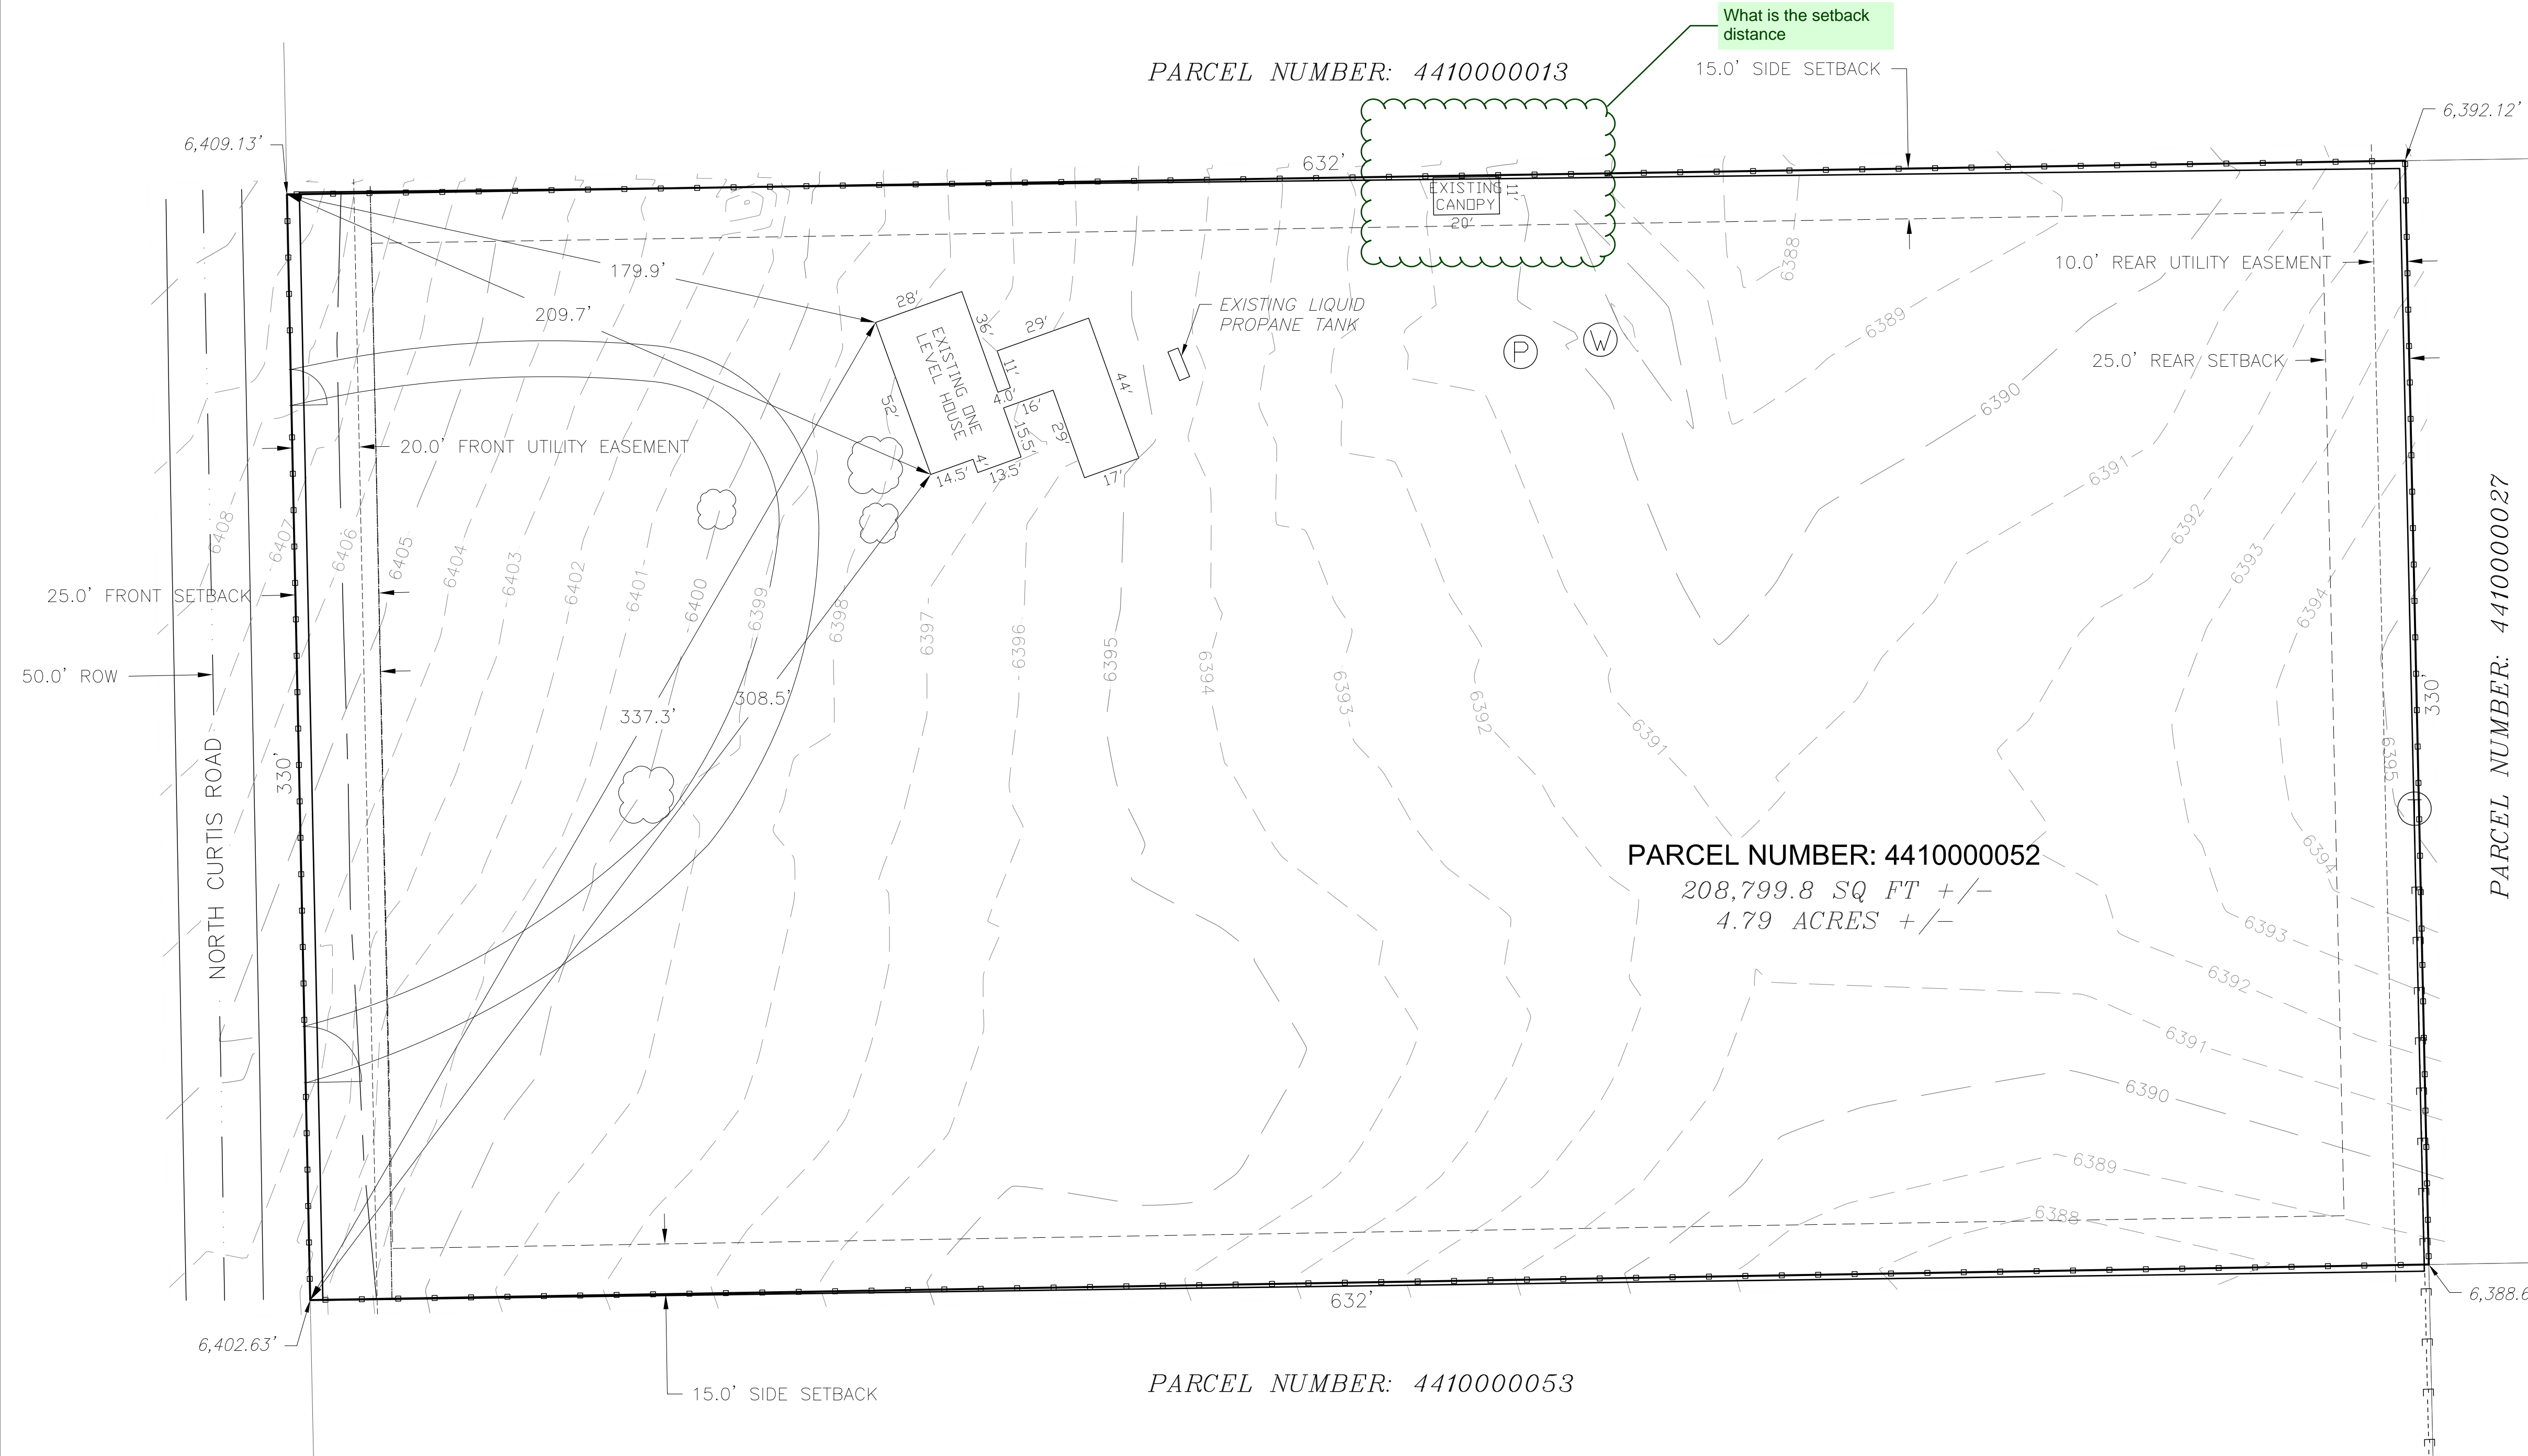 What is the setback
distance
PARCEL NUMBER: 4410000013
15.0' SIDE SETBACK
6,392.12'
6,409.13'
632'
EXISTING
CANOPY
11'
20'
6388
10.0' REAR UTILITY EASEMENT
179.9'
28'
EXISTING LIQUID
PROPANE TANK
209.7'
36'
29'
6389
P
W
25.0' REAR SETBACK
EXISTING ONE
LEVEL HOUSE
11'
44'
52'
4.0'
16'
6390
20.0' FRONT UTILITY EASEMENT
15.5'
29'
14.5'
4'
13.5'
17'
6391
6408
6407
6406
6405
6404
6403
6402
6401
6400
6399
6398
6397
6396
6395
6394
6393
6392
6391
6392
6393
6394
6395
25.0' FRONT SETBACK
50.0' ROW
337.3'
308.5'
330'
NORTH CURTIS ROAD
330'
PARCEL NUMBER: 4410000027
T
PARCEL NUMBER: 4410000052
208,799.8 SQ FT +/-
4.79 ACRES +/-
6394
6393
6392
6391
6390
6389
6388
632'
6,388.6
6,402.63'
15.0' SIDE SETBACK
PARCEL NUMBER: 4410000053